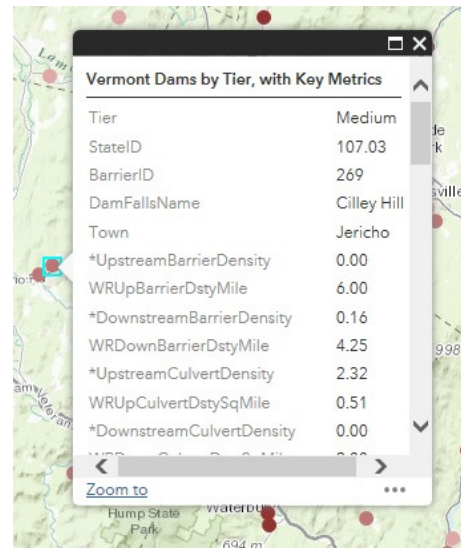 Vermont Dams by Tier, with Key Metrics
Tier Medium
StateID 107.03
BarrierID 269
DamFallsName Cilley Hill
Town Jericho
*UpstreamBarrierDensity 0.00
WRUpBarrierDstyMile 6.00
*DownstreamBarrierDensity 0.16
WRDownBarrierDstyMile 4.25
*UpstreamCulvertDensity 2.32
WRUpCulvertDstySqMile 0.51
*DownstreamCulvertDensity 0.00
Zoom to
998
Hump State
Park
Waterbury
694 m